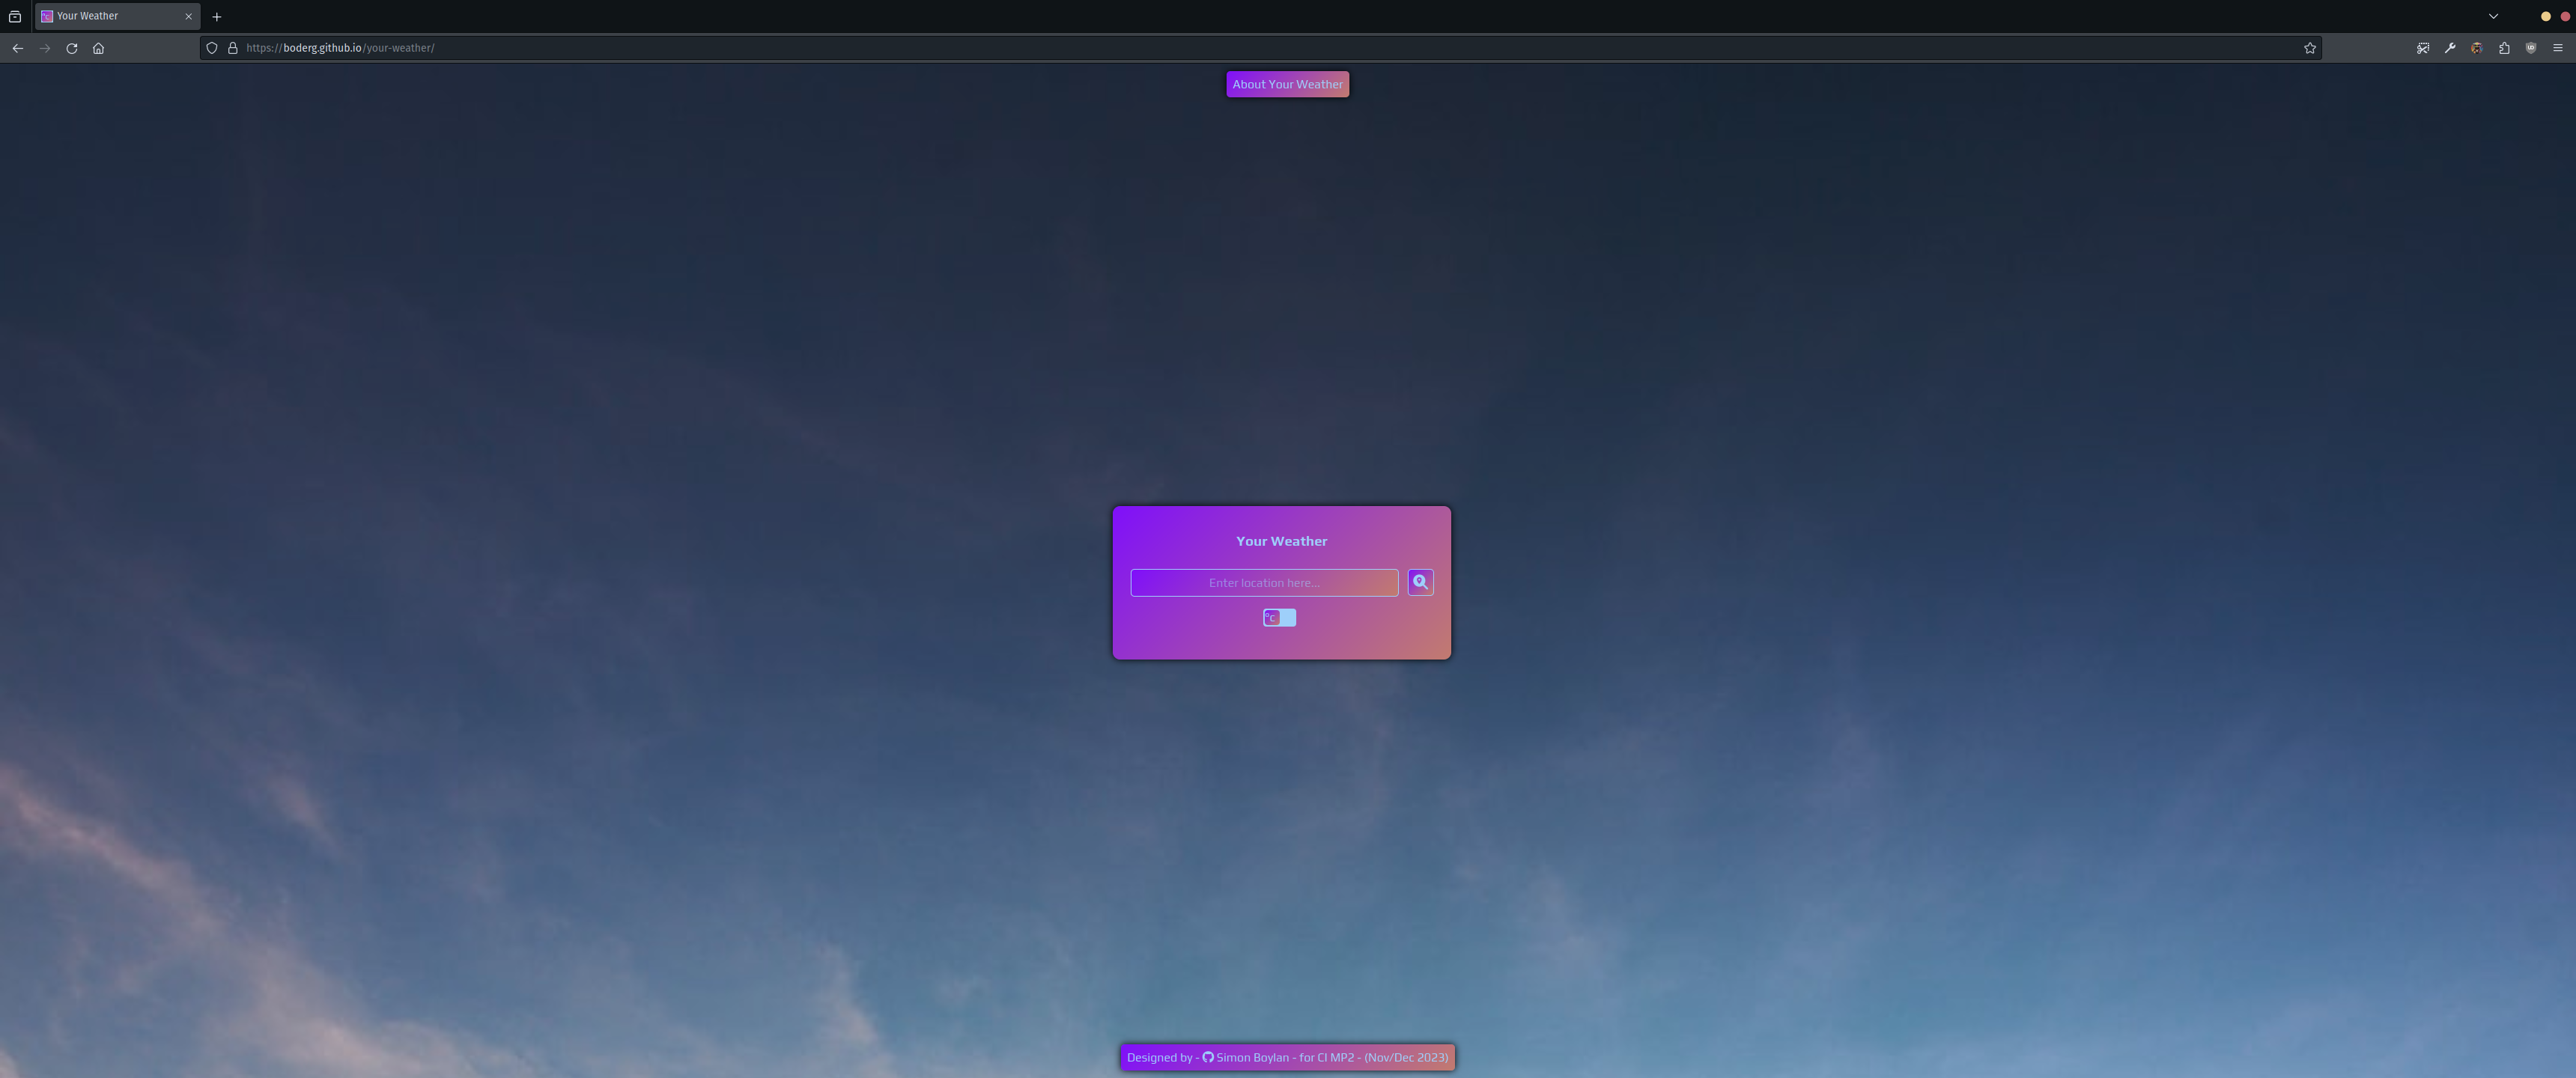 Your Weather
https://boderg.github.io/your-weather/
About Your Weather
Your Weather
Enter location here...
°C
Designed by - Simon Boylan - for CI MP2 - (Nov/Dec 2023)